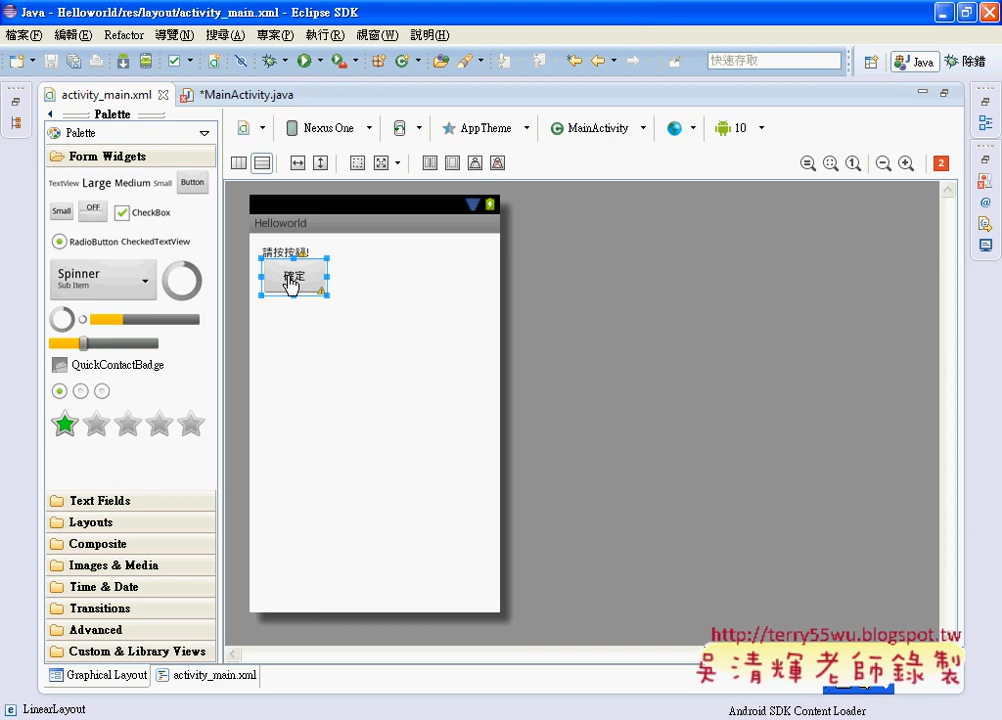 Java - Helloworld/res/layout/activity_main.xml - Eclipse SDK
檔案(F) 編輯(E) Refactor 導覽(N) 搜尋(A) 專案(P) 執行(R) 視窗(W) 說明(H)
快速存取 Java 除錯
activity_main.xml *MainActivity.java
Palette
Palette
Nexus One AppTheme MainActivity 10
Form Widgets
2
TextView Large Medium Small Button
Small OFF CheckBox
RadioButton CheckedTextView
Spinner
Sub Item
QuickContactBadge
Helloworld
請按按鈕!
確定
Text Fields
Layouts
Composite
Images & Media
Time & Date
Transitions
Advanced
Custom & Library Views
Graphical Layout activity_main.xml
http://terry55wu.blogspot.tw
吳清輝老師錄製
LinearLayout
Android SDK Content Loader